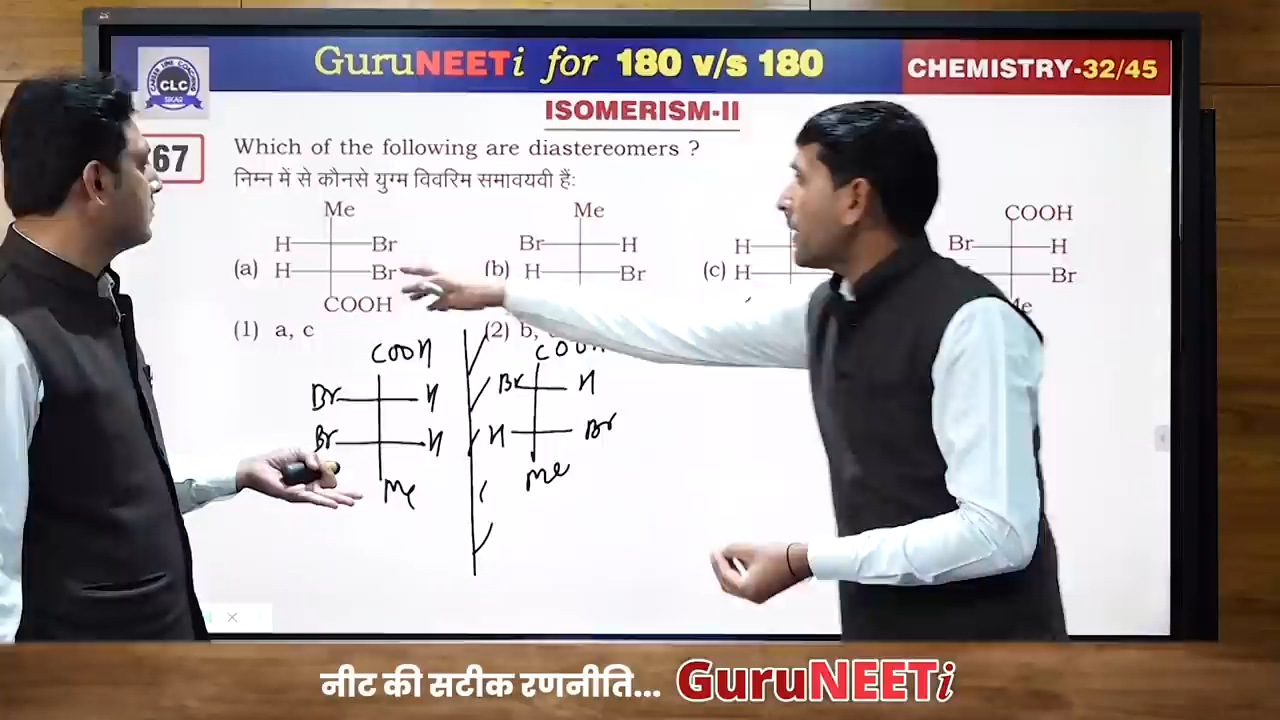 GuruNEETi for 180 v/s 180
CHEMISTRY-32/45
CLC
SIKAR
ISOMERISM-II
67
Which of the following are diastereomers ?
निम्न में से कौनसे युग्म विवरिम समावयवी हैं:
Me Me COOH
H Br Br H H Br H
(a) H Br (b) H Br (c) H Br
COOH Me
(1) a, c (2) b,
COOH COOH
Br H Br H
Br H H Br
Me Me
नीट की सटीक रणनीति... GuruNEETi